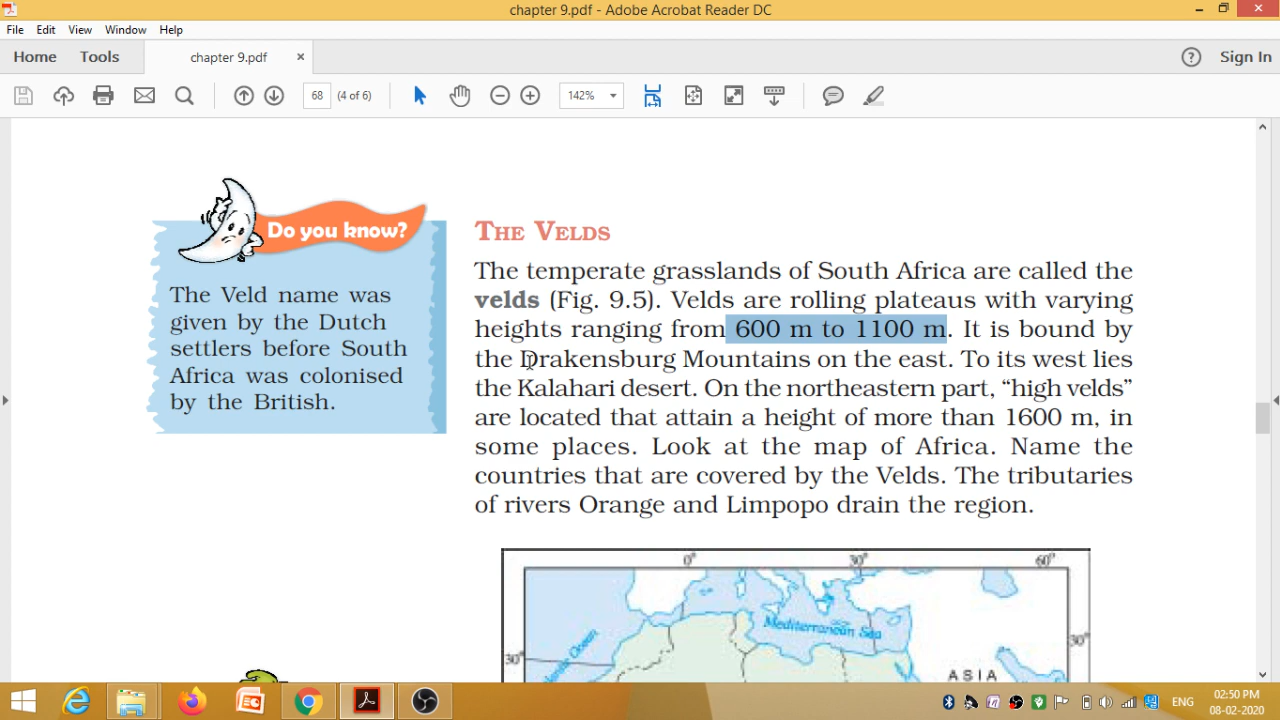 chapter 9.pdf - Adobe Acrobat Reader DC
File Edit View Window Help
Home Tools chapter 9.pdf × Sign In
68 (4 of 6) 142%
Do you know?
The Veld name was
given by the Dutch
settlers before South
Africa was colonised
by the British.
THE VELDS
The temperate grasslands of South Africa are called the
velds (Fig. 9.5). Velds are rolling plateaus with varying
heights ranging from 600 m to 1100 m. It is bound by
the Drakensburg Mountains on the east. To its west lies
the Kalahari desert. On the northeastern part, “high velds”
are located that attain a height of more than 1600 m, in
some places. Look at the map of Africa. Name the
countries that are covered by the Velds. The tributaries
of rivers Orange and Limpopo drain the region.
0° 30° 60°
Mediterranean Sea
Ocean
30° 30°
ASIA
ENG
02:50 PM
08-02-2020